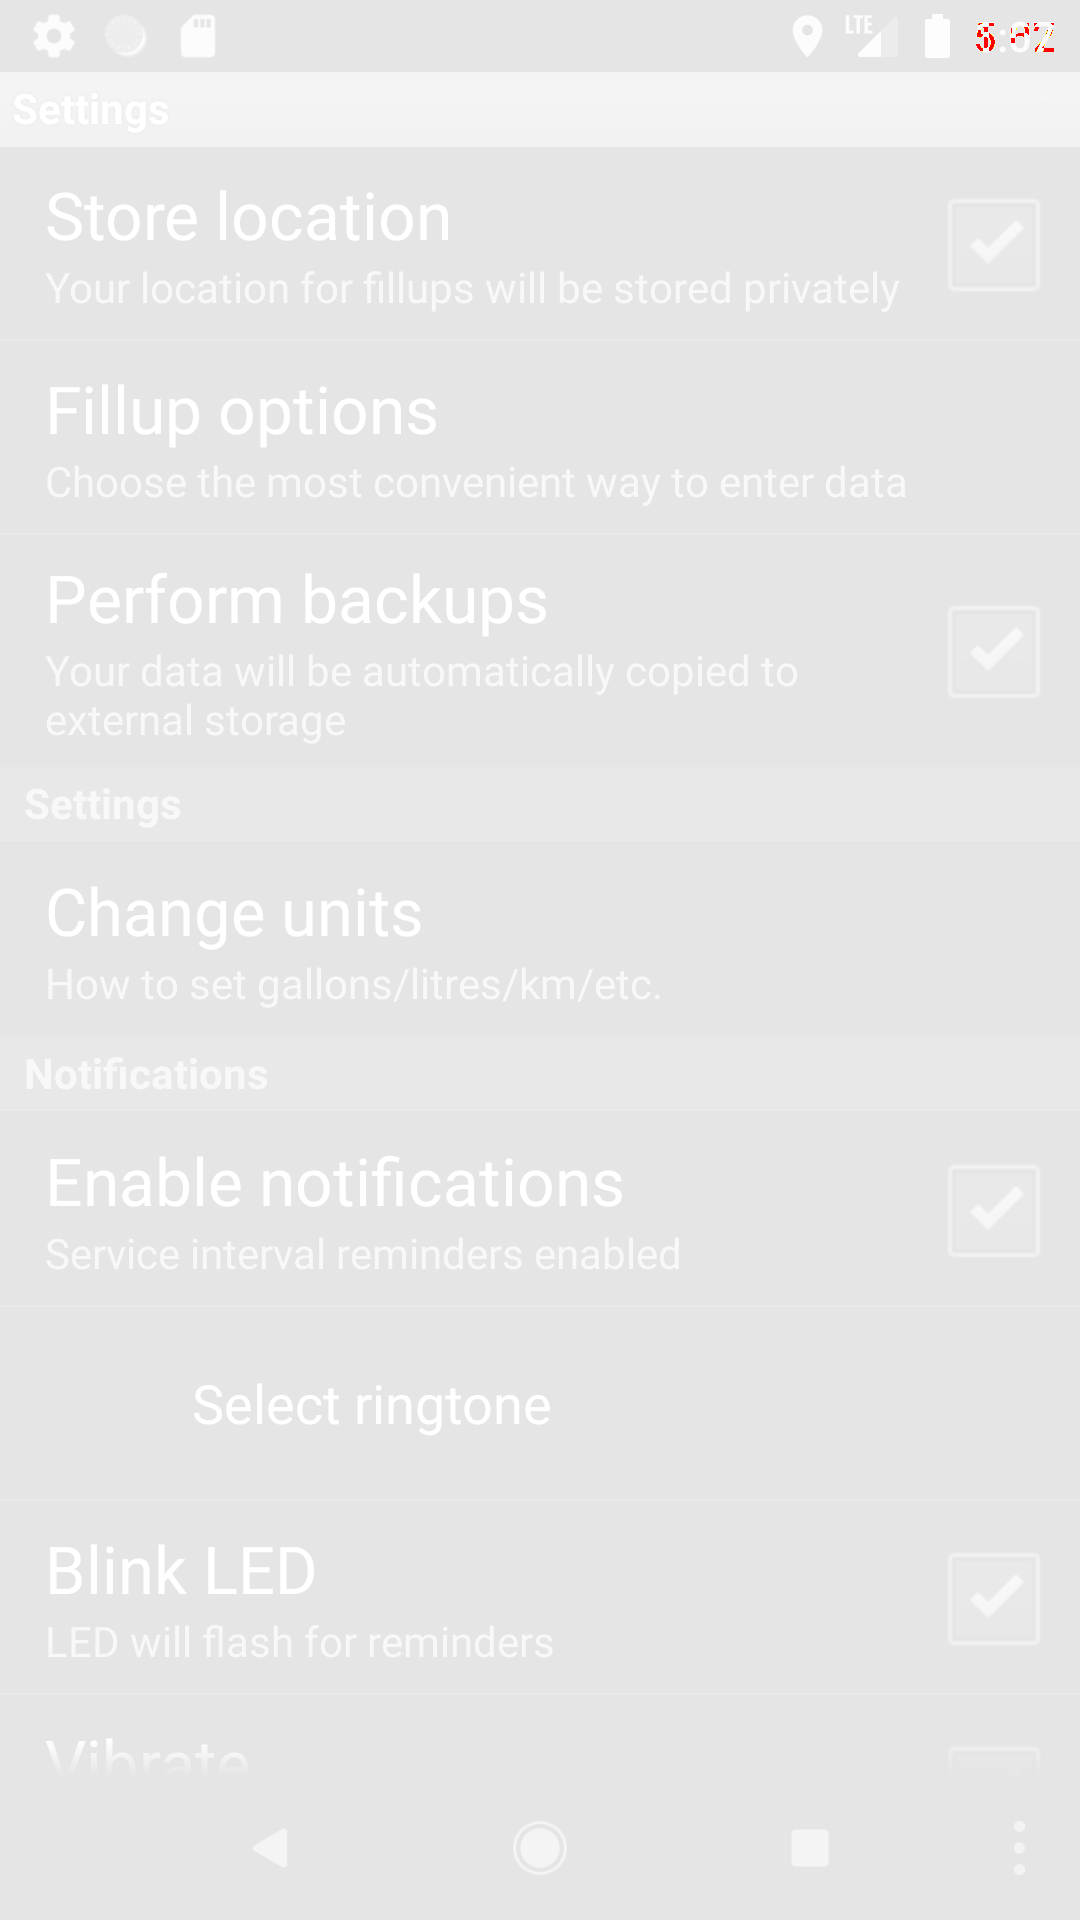 LTE
Settings
Store location
Your location for fillups will be stored privately
Fillup options
Choose the most convenient way to enter data
Perform backups
Your data will be automatically copied to
external storage
Settings
Change units
How to set gallons/litres/km/etc.
Notifications
Enable notifications
Service interval reminders enabled
Select ringtone
Blink LED
LED will flash for reminders
Vibrate